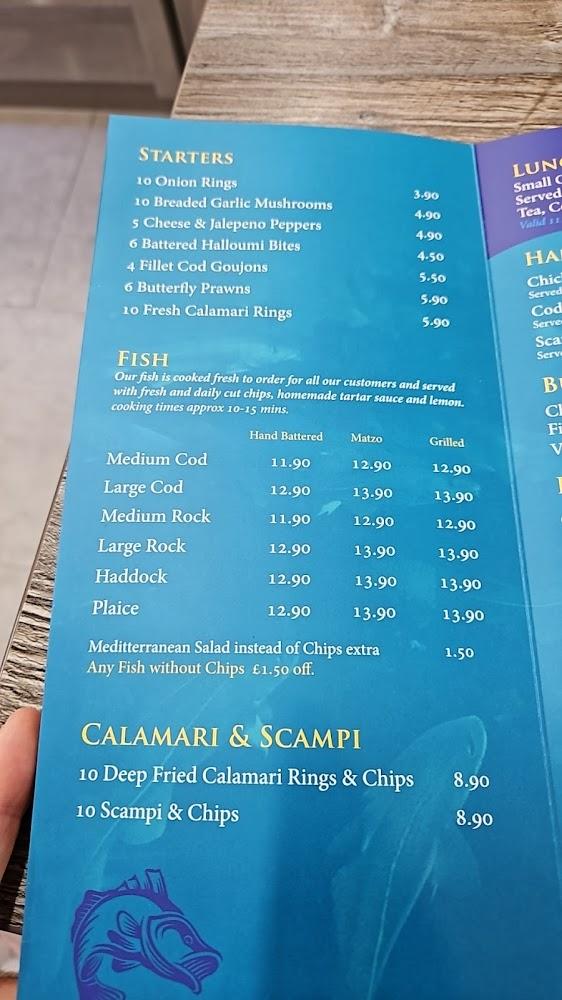 STARTERS
10 Onion Rings 3.90
10 Breaded Garlic Mushrooms 4.90
5 Cheese & Jalepeno Peppers 4.90
6 Battered Halloumi Bites 4.50
4 Fillet Cod Goujons 5.50
6 Butterfly Prawns 5.90
10 Fresh Calamari Rings 5.90
FISH
Our fish is cooked fresh to order for all our customers and served
with fresh and daily cut chips, homemade tartar sauce and lemon.
cooking times approx 10-15 mins.
Hand Battered Matzo Grilled
Medium Cod 11.90 12.90 12.90
Large Cod 12.90 13.90 13.90
Medium Rock 11.90 12.90 12.90
Large Rock 12.90 13.90 13.90
Haddock 12.90 13.90 13.90
Plaice 12.90 13.90 13.90
Meditterranean Salad instead of Chips extra 1.50
Any Fish without Chips £1.50 off.
CALAMARI & SCAMPI
10 Deep Fried Calamari Rings & Chips 8.90
10 Scampi & Chips 8.90
Small
Served
Tea,
Valid
Served
Cod